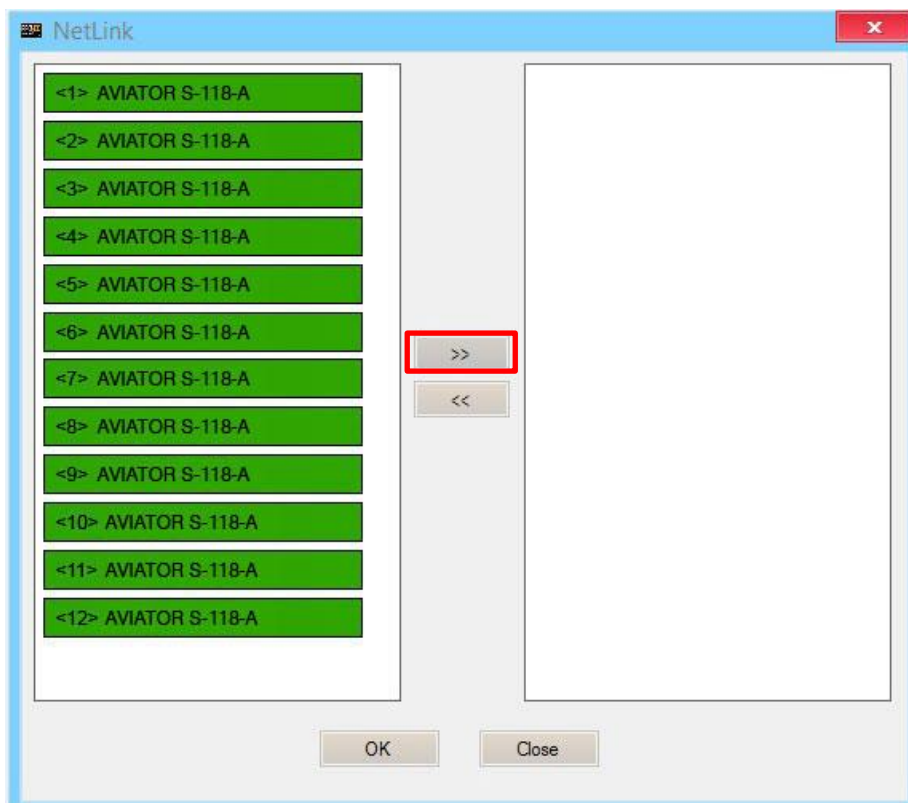 NetLink
x
<1> AVIATOR S-118-A
<2> AVIATOR S-118-A
<3> AVIATOR S-118-A
<4> AVIATOR S-118-A
<5> AVIATOR S-118-A
<6> AVIATOR S-118-A
<7> AVIATOR S-118-A
<8> AVIATOR S-118-A
<9> AVIATOR S-118-A
<10> AVIATOR S-118-A
<11> AVIATOR S-118-A
<12> AVIATOR S-118-A
>>
<<
OK
Close